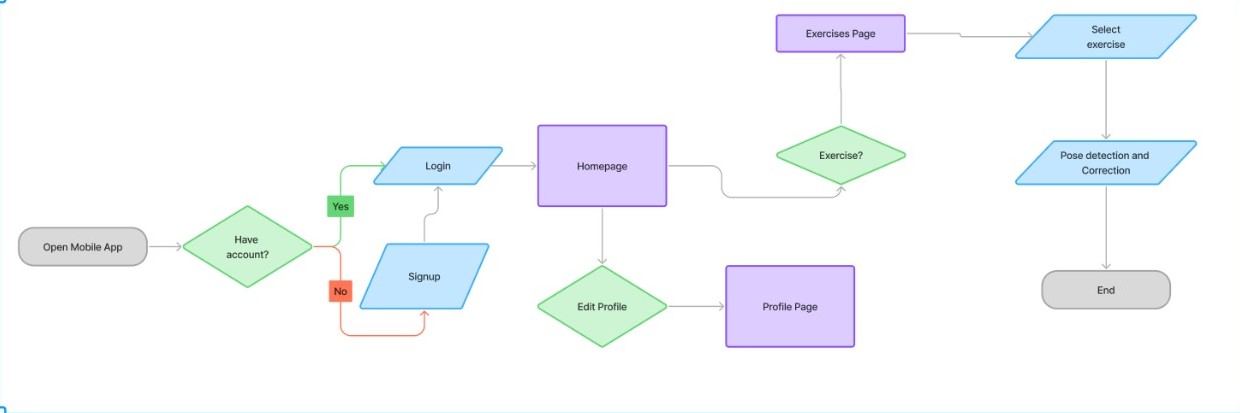 Exercises Page
Select
exercise
Exercise?
Pose detection and
Correction
Login
Homepage
Yes
Open Mobile App
Have
account?
Signup
No
Edit Profile
Profile Page
End